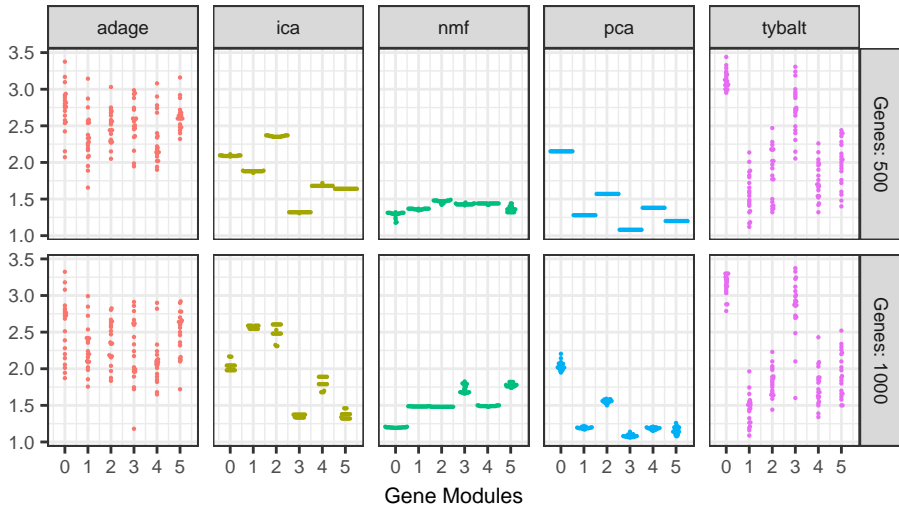 adage ica nmf pca tybalt
3.5
3.0
2.5
2.0
1.5
1.0
Genes: 500
3.5
3.0
2.5
2.0
1.5
1.0
Genes: 1000
0 1 2 3 4 5 0 1 2 3 4 5 0 1 2 3 4 5 0 1 2 3 4 5 0 1 2 3 4 5
Gene Modules